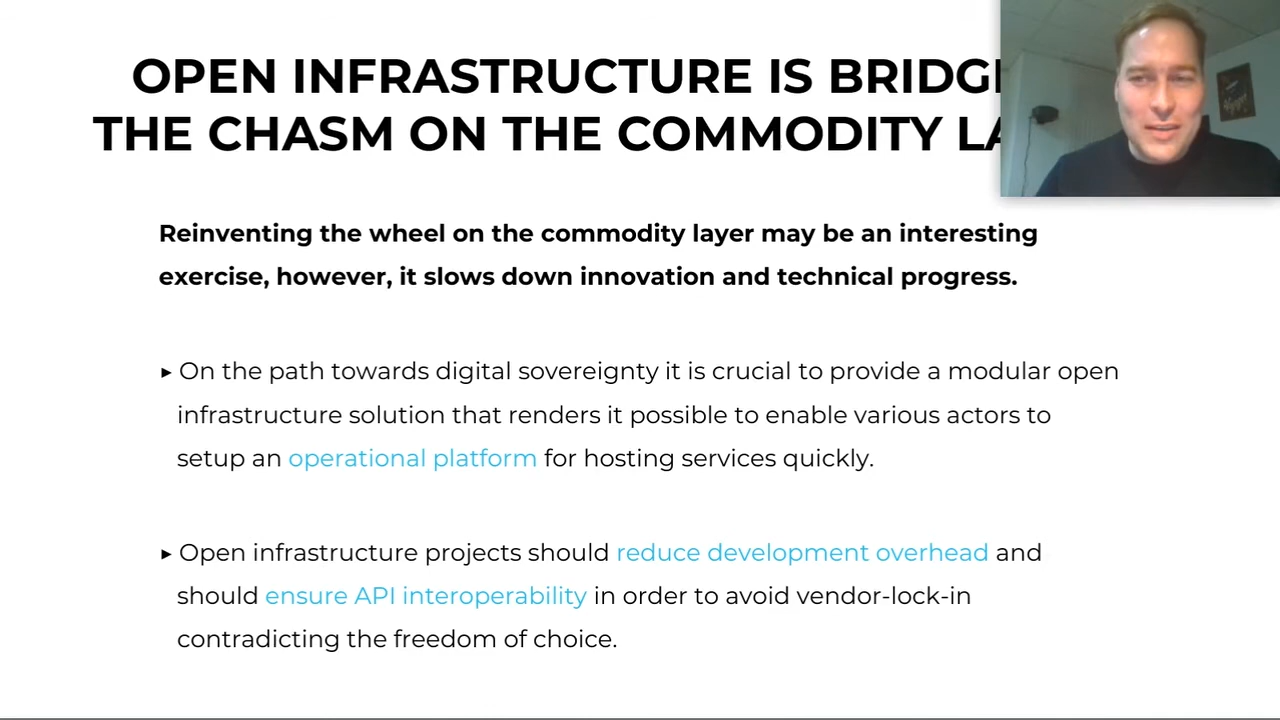 OPEN INFRASTRUCTURE IS
THE CHASM ON THE COMMODITY
Reinventing the wheel on the commodity layer may be an interesting
exercise, however, it slows down innovation and technical progress.
▸ On the path towards digital sovereignty it is crucial to provide a modular open
infrastructure solution that renders it possible to enable various actors to
setup an operational platform for hosting services quickly.
▸ Open infrastructure projects should reduce development overhead and
should ensure API interoperability in order to avoid vendor-lock-in
contradicting the freedom of choice.